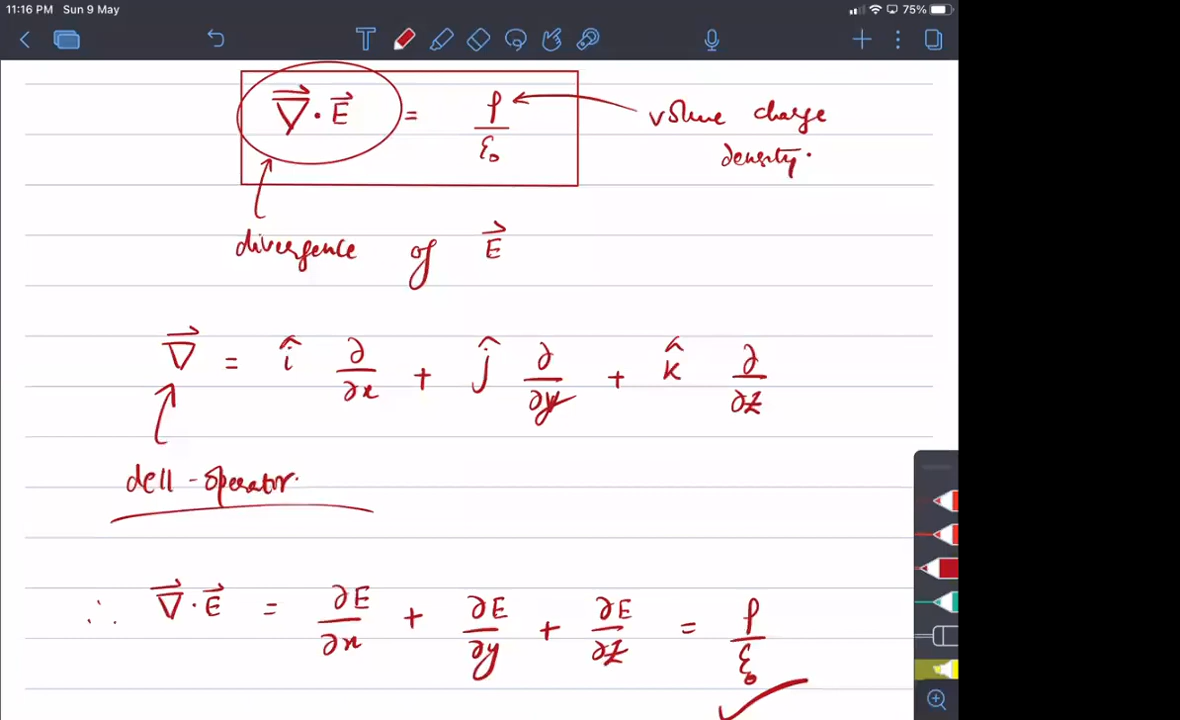 11:16 PM Sun 9 May 75%
T
∇⃗ · E⃗ = ρ/ε₀ volume charge
density.
divergence of E⃗
∇⃗ = î ∂/∂x + ĵ ∂/∂y + k̂ ∂/∂z
dell-operator.
∴ ∇⃗ · E⃗ = ∂E/∂x + ∂E/∂y + ∂E/∂z = ρ/ε₀